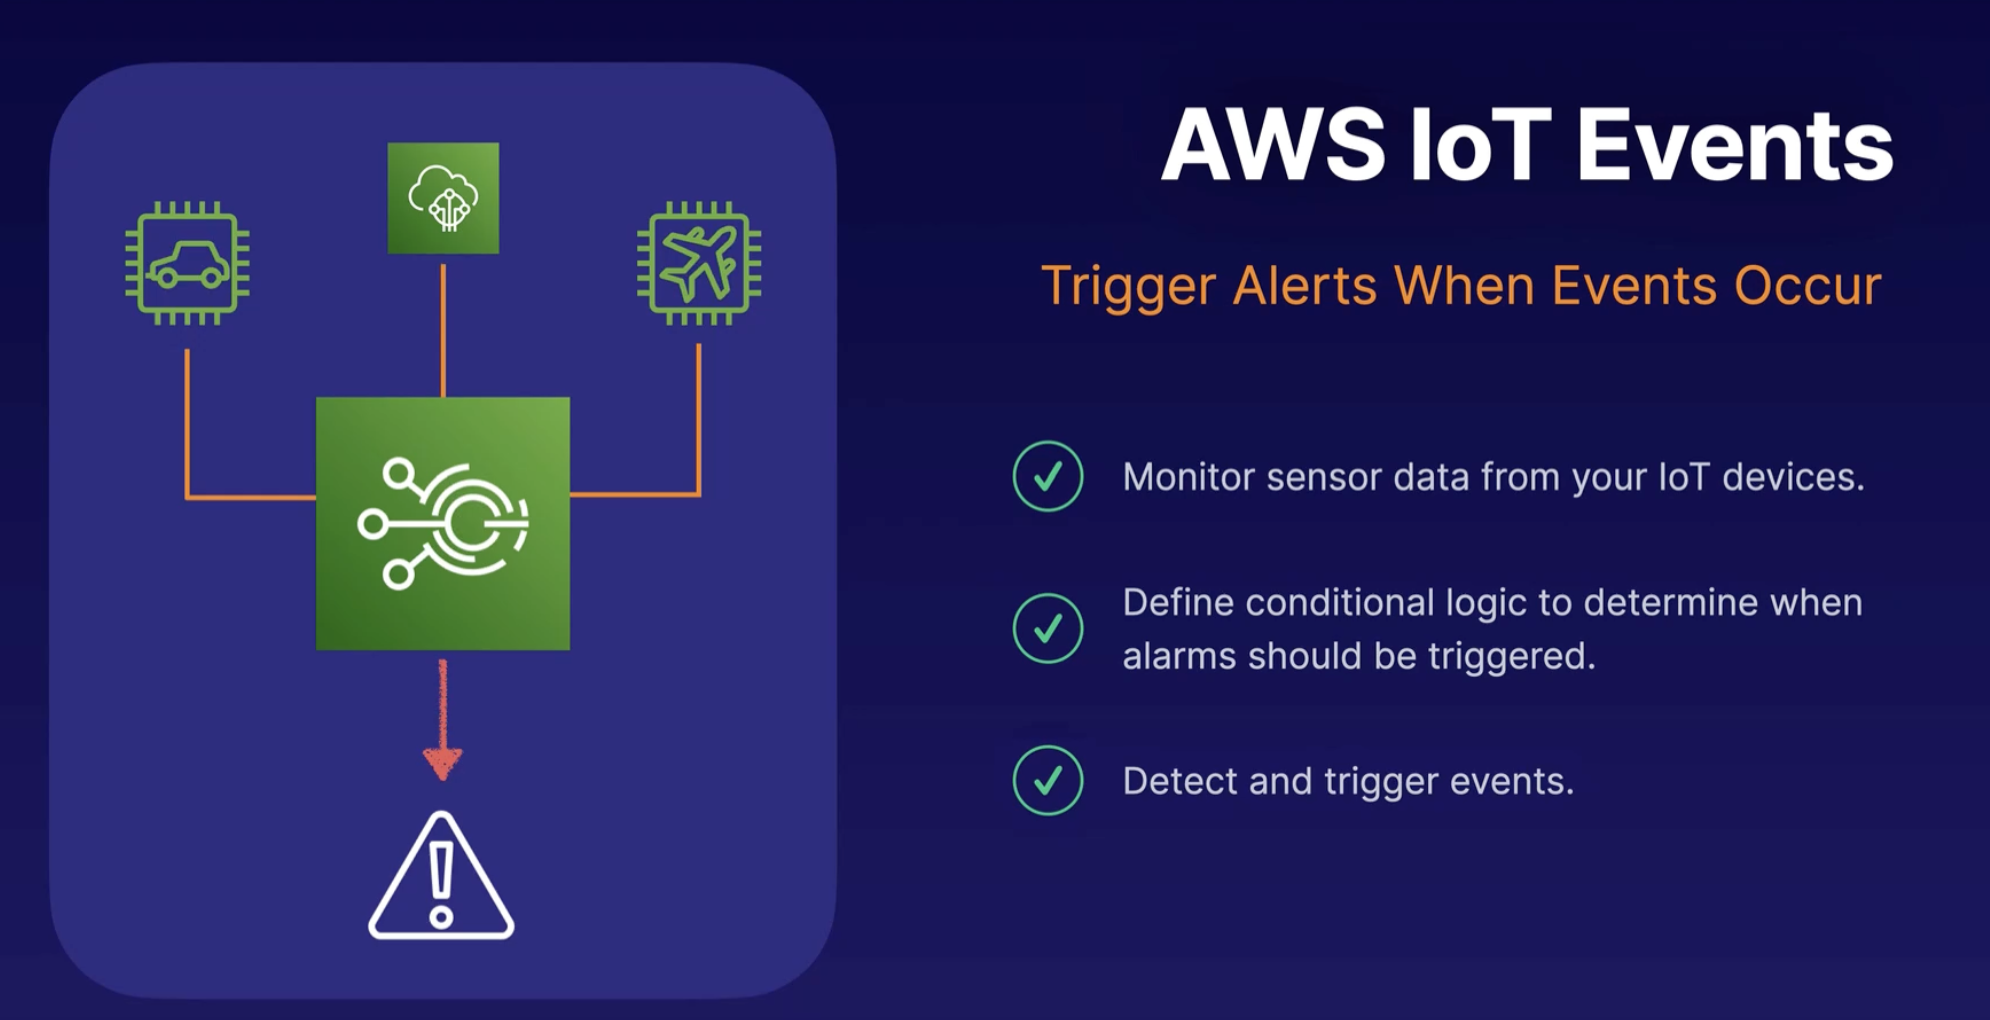 AWS IoT Events
Trigger Alerts When Events Occur
Monitor sensor data from your IoT devices.
Define conditional logic to determine when
alarms should be triggered.
Detect and trigger events.